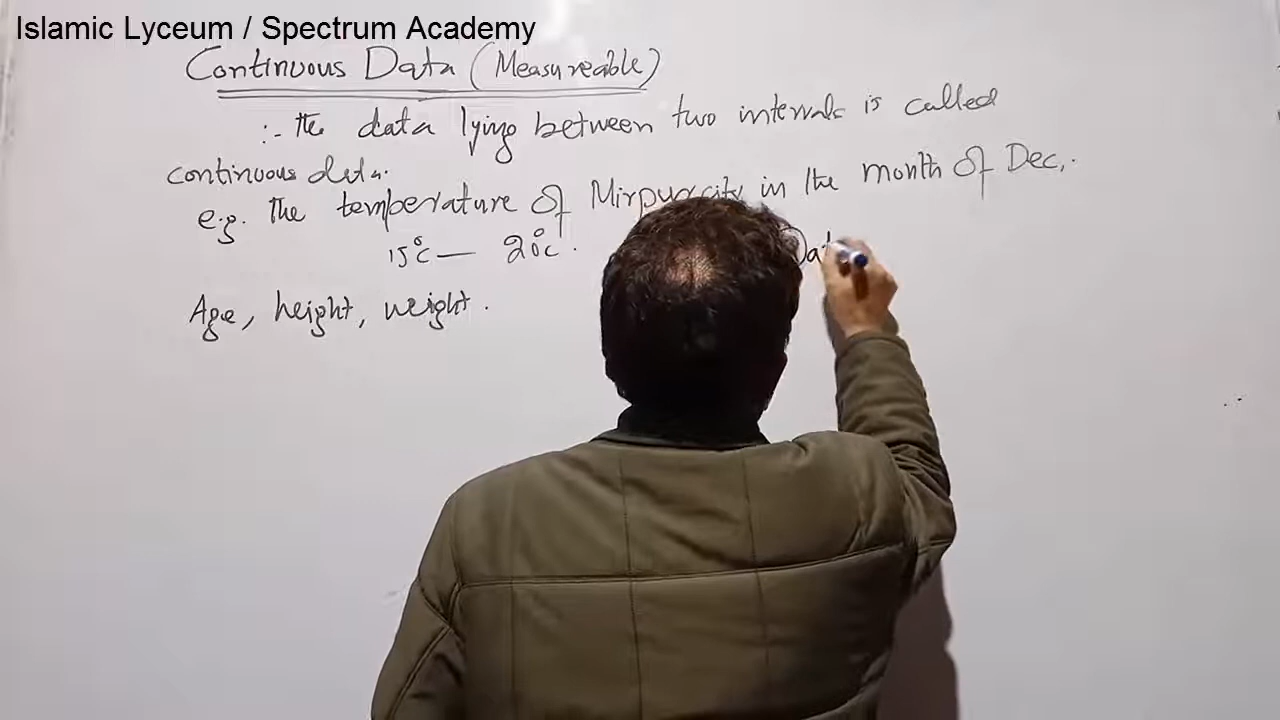 Islamic Lyceum / Spectrum Academy
Continuous Data (Measureable)
:- the data lying between two intervals is called
continuous data.
e.g. the temperature of Mirpur city in the month of Dec,.
15°c — 20°c.
Dat
Age, height, weight.